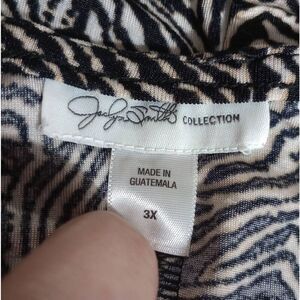 Jaclyn Smith COLLECTION
MADE IN
GUATEMALA
3X